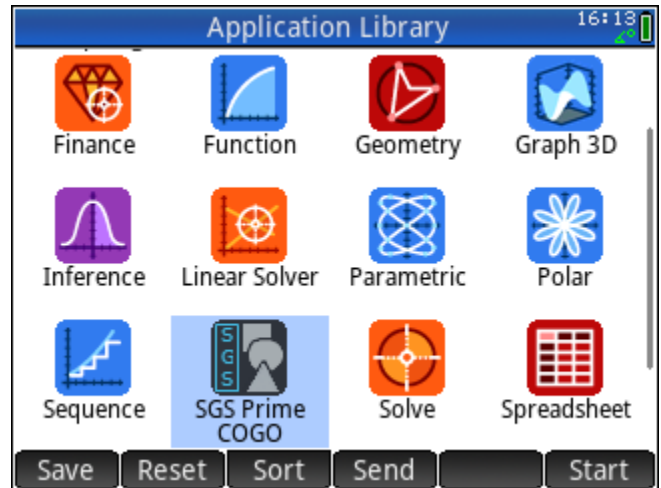 Application Library
16:13
Finance
Function
Geometry
Graph 3D
Inference
Linear Solver
Parametric
Polar
Sequence
S
G
S
SGS Prime
COGO
Solve
Spreadsheet
Save
Reset
Sort
Send
Start